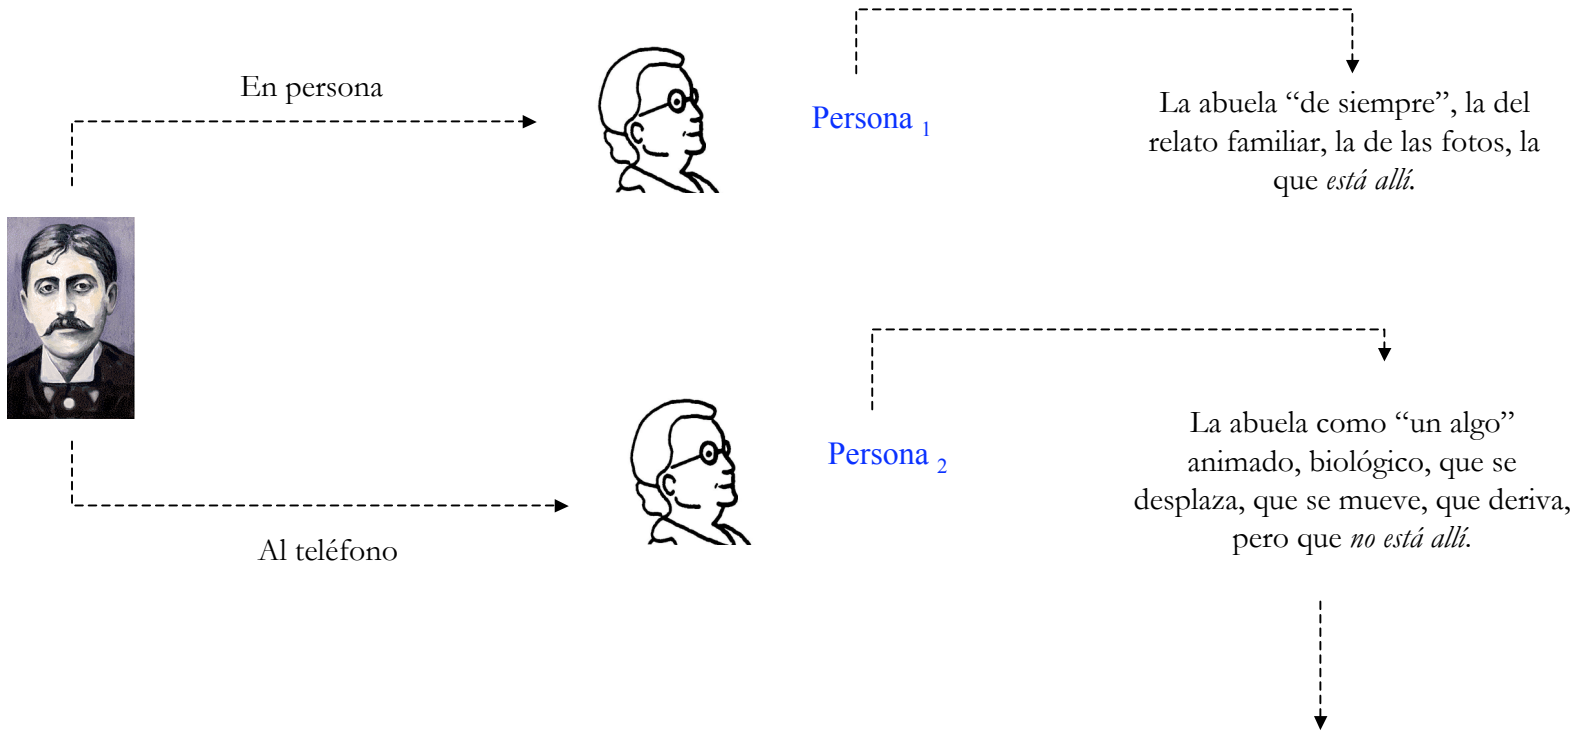 En persona
Persona 1
La abuela “de siempre”, la del
relato familiar, la de las fotos, la
que está allí.
Persona 2
La abuela como “un algo”
animado, biológico, que se
desplaza, que se mueve, que deriva,
pero que no está allí.
Al teléfono